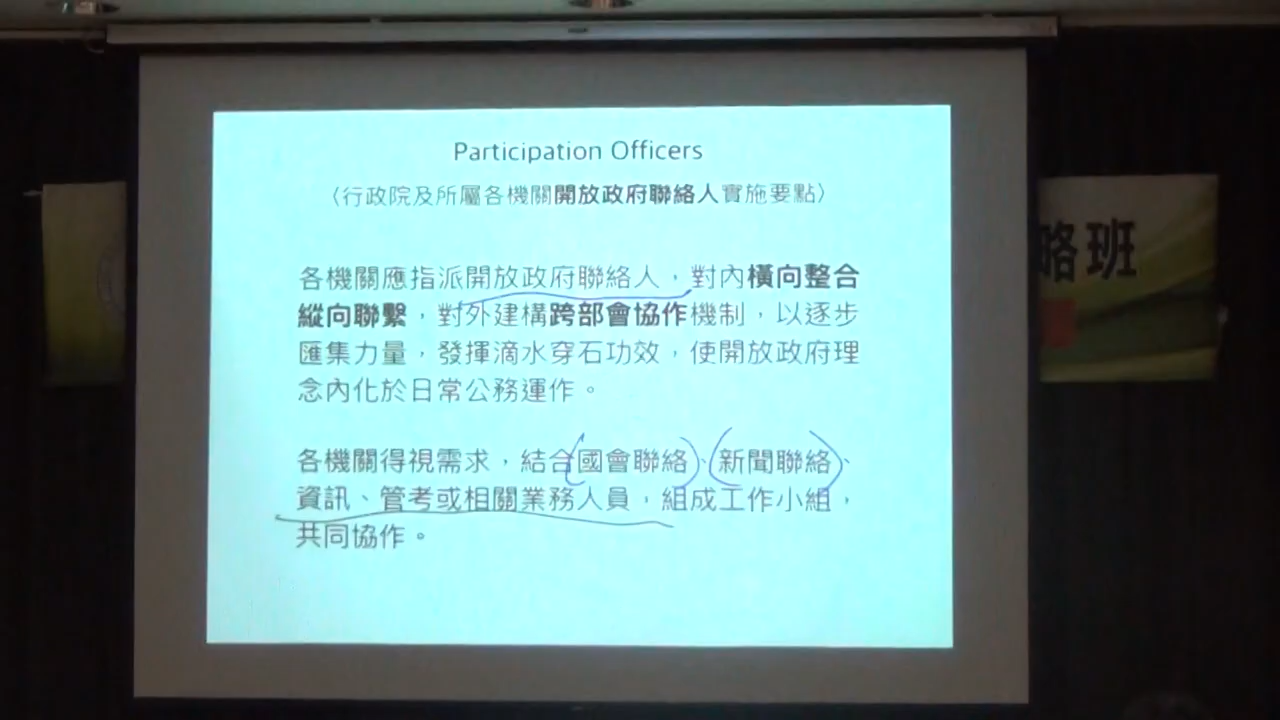 Participation Officers
〈行政院及所屬各機關開放政府聯絡人實施要點〉
各機關應指派開放政府聯絡人，對內橫向整合
縱向聯繫，對外建構跨部會協作機制，以逐步
匯集力量，發揮滴水穿石功效，使開放政府理
念內化於日常公務運作。
各機關得視需求，結合國會聯絡、新聞聯絡、
資訊、管考或相關業務人員，組成工作小組，
共同協作。
略班